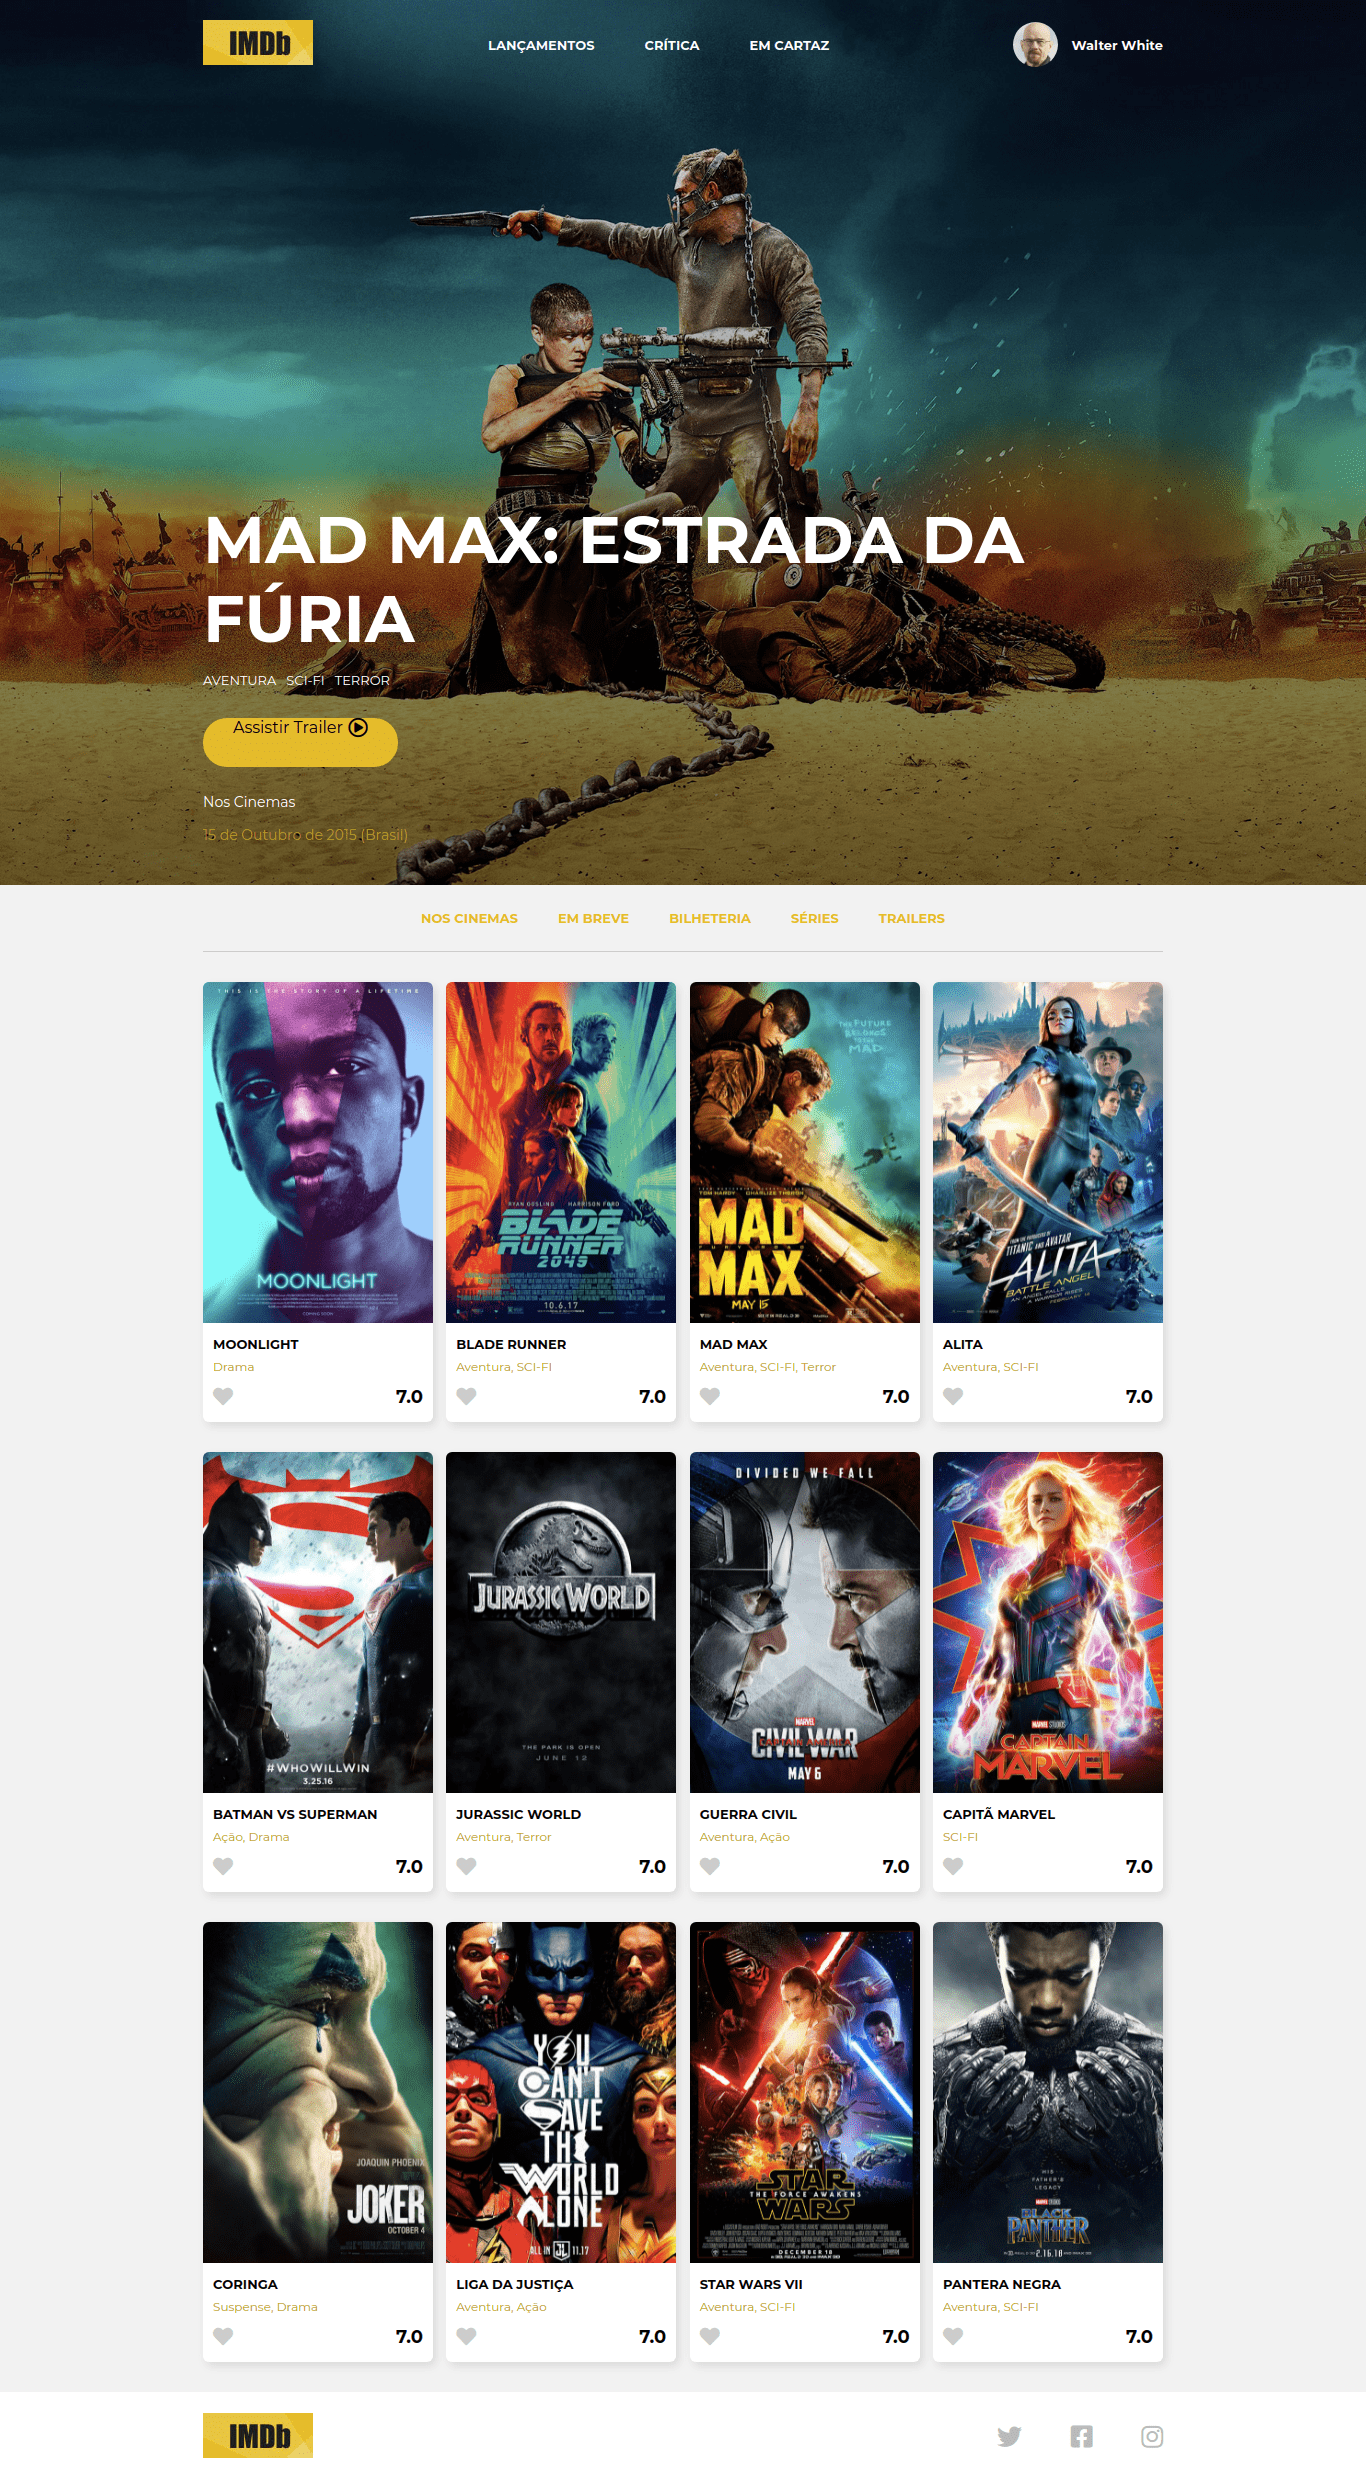 IMDb
LANÇAMENTOS CRÍTICA EM CARTAZ
Walter White
MAD MAX: ESTRADA DA
FÚRIA
AVENTURA SCI-FI TERROR
Assistir Trailer
Nos Cinemas
15 de Outubro de 2015 (Brasil)
NOS CINEMAS EM BREVE BILHETERIA SÉRIES TRAILERS
THIS IS THE STORY OF A LIFETIME
MOONLIGHT
COMING SOON
RYAN GOSLING HARRISON FORD
BLADE
RUNNER
2049
10.6.17
THE FUTURE
BELONGS
TO THE
MAD
TOM HARDY CHARLIZE THERON
MAD
MAX
MAY 15
FROM THE PRODUCERS OF
TITANIC AND AVATAR
ALITA
BATTLE ANGEL
AN ANGEL FALLS
A WARRIOR RISES
FEBRUARY 14
MOONLIGHT
Drama
7.0
BLADE RUNNER
Aventura, SCI-FI
7.0
MAD MAX
Aventura, SCI-FI, Terror
7.0
ALITA
Aventura, SCI-FI
7.0
#WHOWILLWIN
3.25.16
JURASSIC WORLD
THE PARK IS OPEN
JUNE 12
DIVIDED WE FALL
MARVEL
CAPTAIN AMERICA
CIVIL WAR
MAY 6
MARVEL STUDIOS
CAPTAIN
MARVEL
BATMAN VS SUPERMAN
Ação, Drama
7.0
JURASSIC WORLD
Aventura, Terror
7.0
GUERRA CIVIL
Aventura, Ação
7.0
CAPITÃ MARVEL
SCI-FI
7.0
JOAQUIN PHOENIX
JOKER
OCTOBER 4
YOU
CAN'T
SAVE
THE
WORLD
ALONE
ALL IN JL 11.17
STAR
THE FORCE AWAKENS
WARS
DECEMBER 18
HIS
FATHER'S
LEGACY
MARVEL STUDIOS
BLACK
PANTHER
2.16.18
CORINGA
Suspense, Drama
7.0
LIGA DA JUSTIÇA
Aventura, Ação
7.0
STAR WARS VII
Aventura, SCI-FI
7.0
PANTERA NEGRA
Aventura, SCI-FI
7.0
IMDb